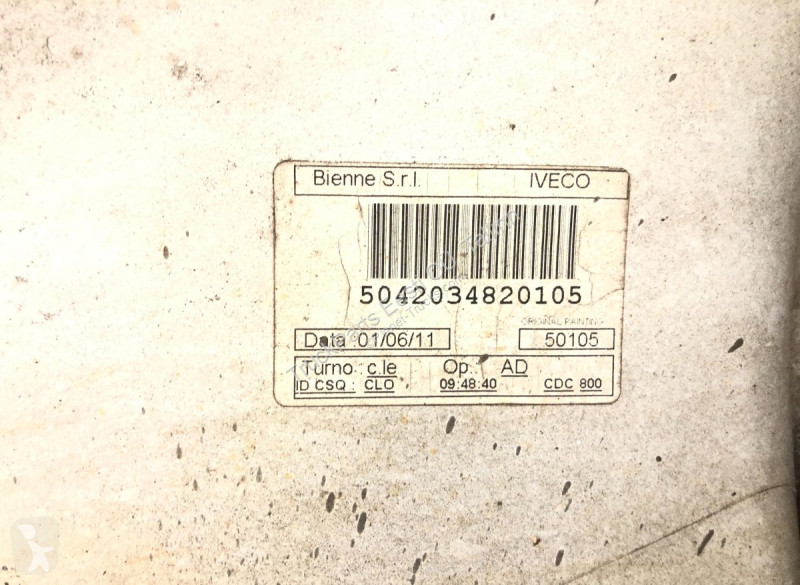 Bienne S.r.l. IVECO
5042034820105
ORIGINAL PAINTING
Data : 01/06/11 50105
Turno : c.le Op.: AD
ID CSQ : CLO 09:48:40 CDC 800